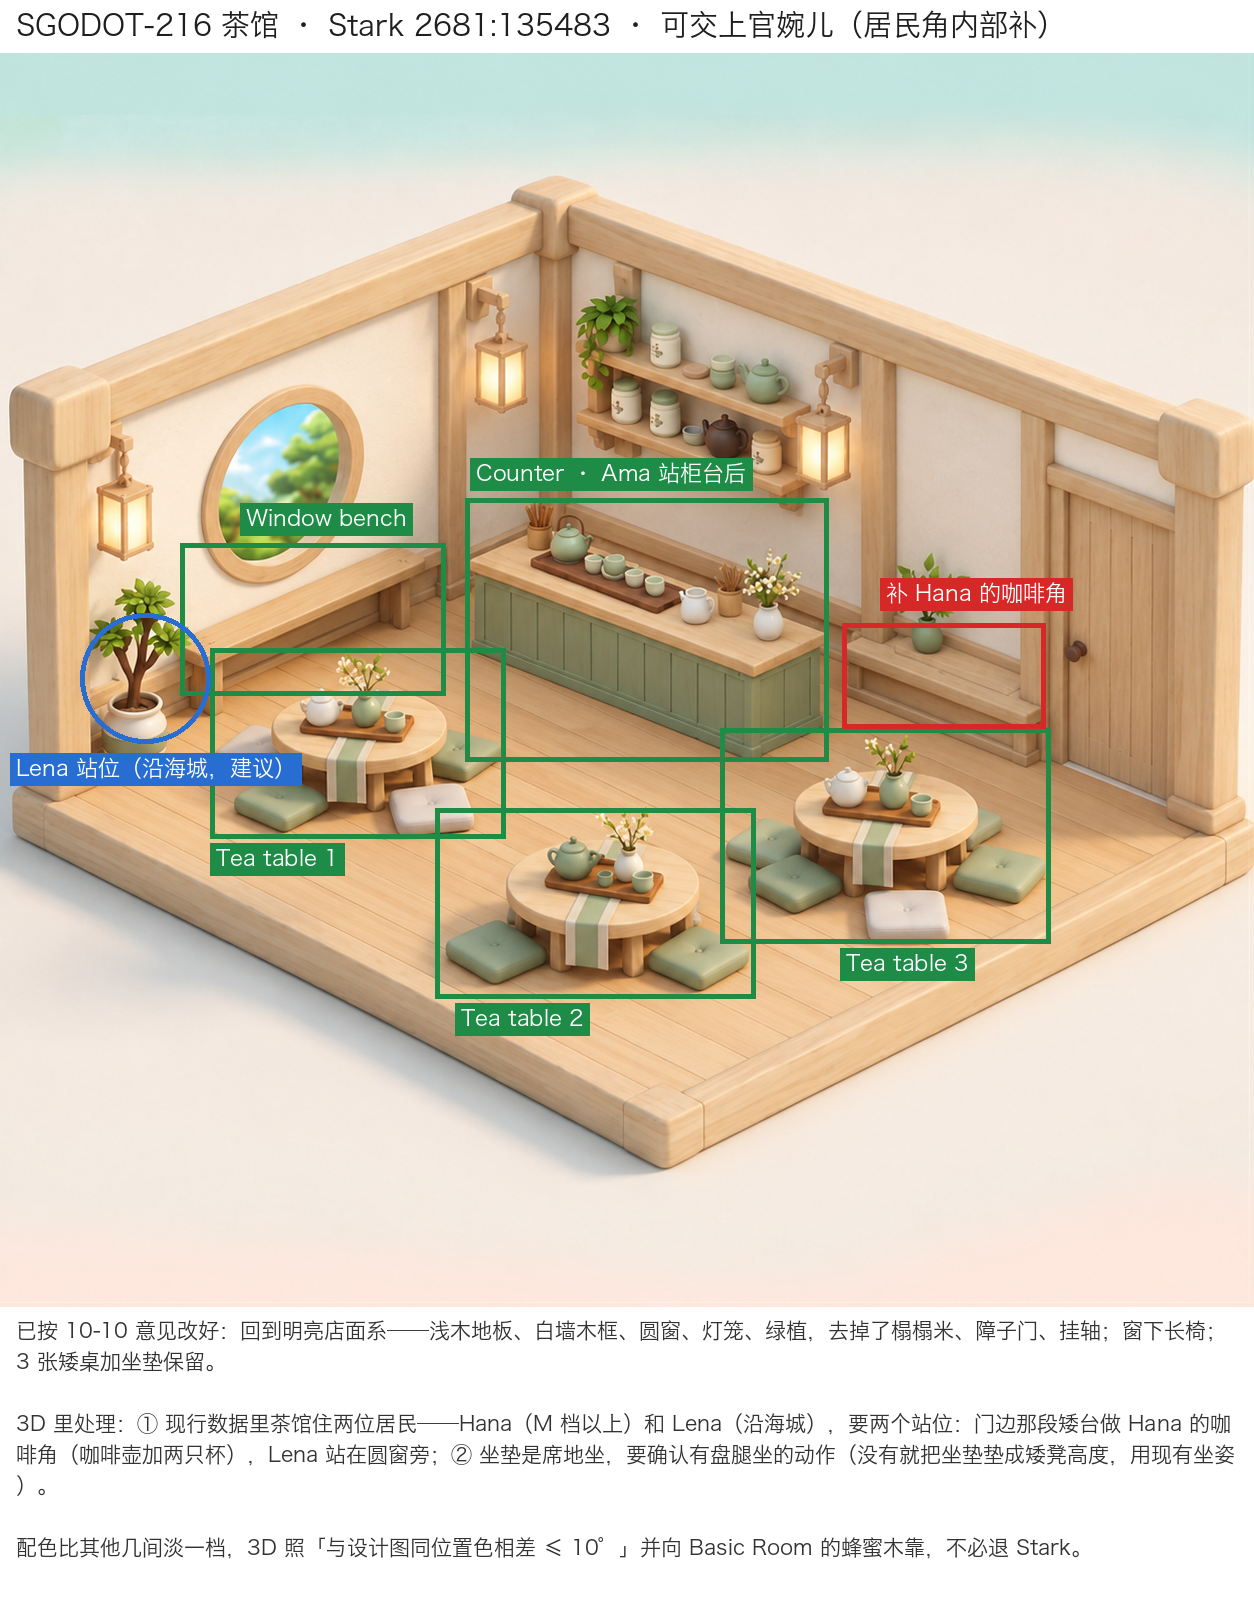 SGODOT-216 茶馆 · Stark 2681:135483 · 可交上官婉儿（居民角内部补）
Counter · Ama 站柜台后
Window bench
补 Hana 的咖啡角
Lena 站位（沿海城，建议）
Tea table 1
Tea table 3
Tea table 2
已按 10-10 意见改好：回到明亮店面系——浅木地板、白墙木框、圆窗、灯笼、绿植，去掉了榻榻米、障子门、挂轴；窗下长椅；
3 张矮桌加坐垫保留。
3D 里处理：① 现行数据里茶馆住两位居民——Hana（M 档以上）和 Lena（沿海城），要两个站位：门边那段矮台做 Hana 的咖
啡角（咖啡壶加两只杯），Lena 站在圆窗旁；② 坐垫是席地坐，要确认有盘腿坐的动作（没有就把坐垫垫成矮凳高度，用现有坐姿
）。
配色比其他几间淡一档，3D 照「与设计图同位置色相差 ≤ 10°」并向 Basic Room 的蜂蜜木靠，不必退 Stark。